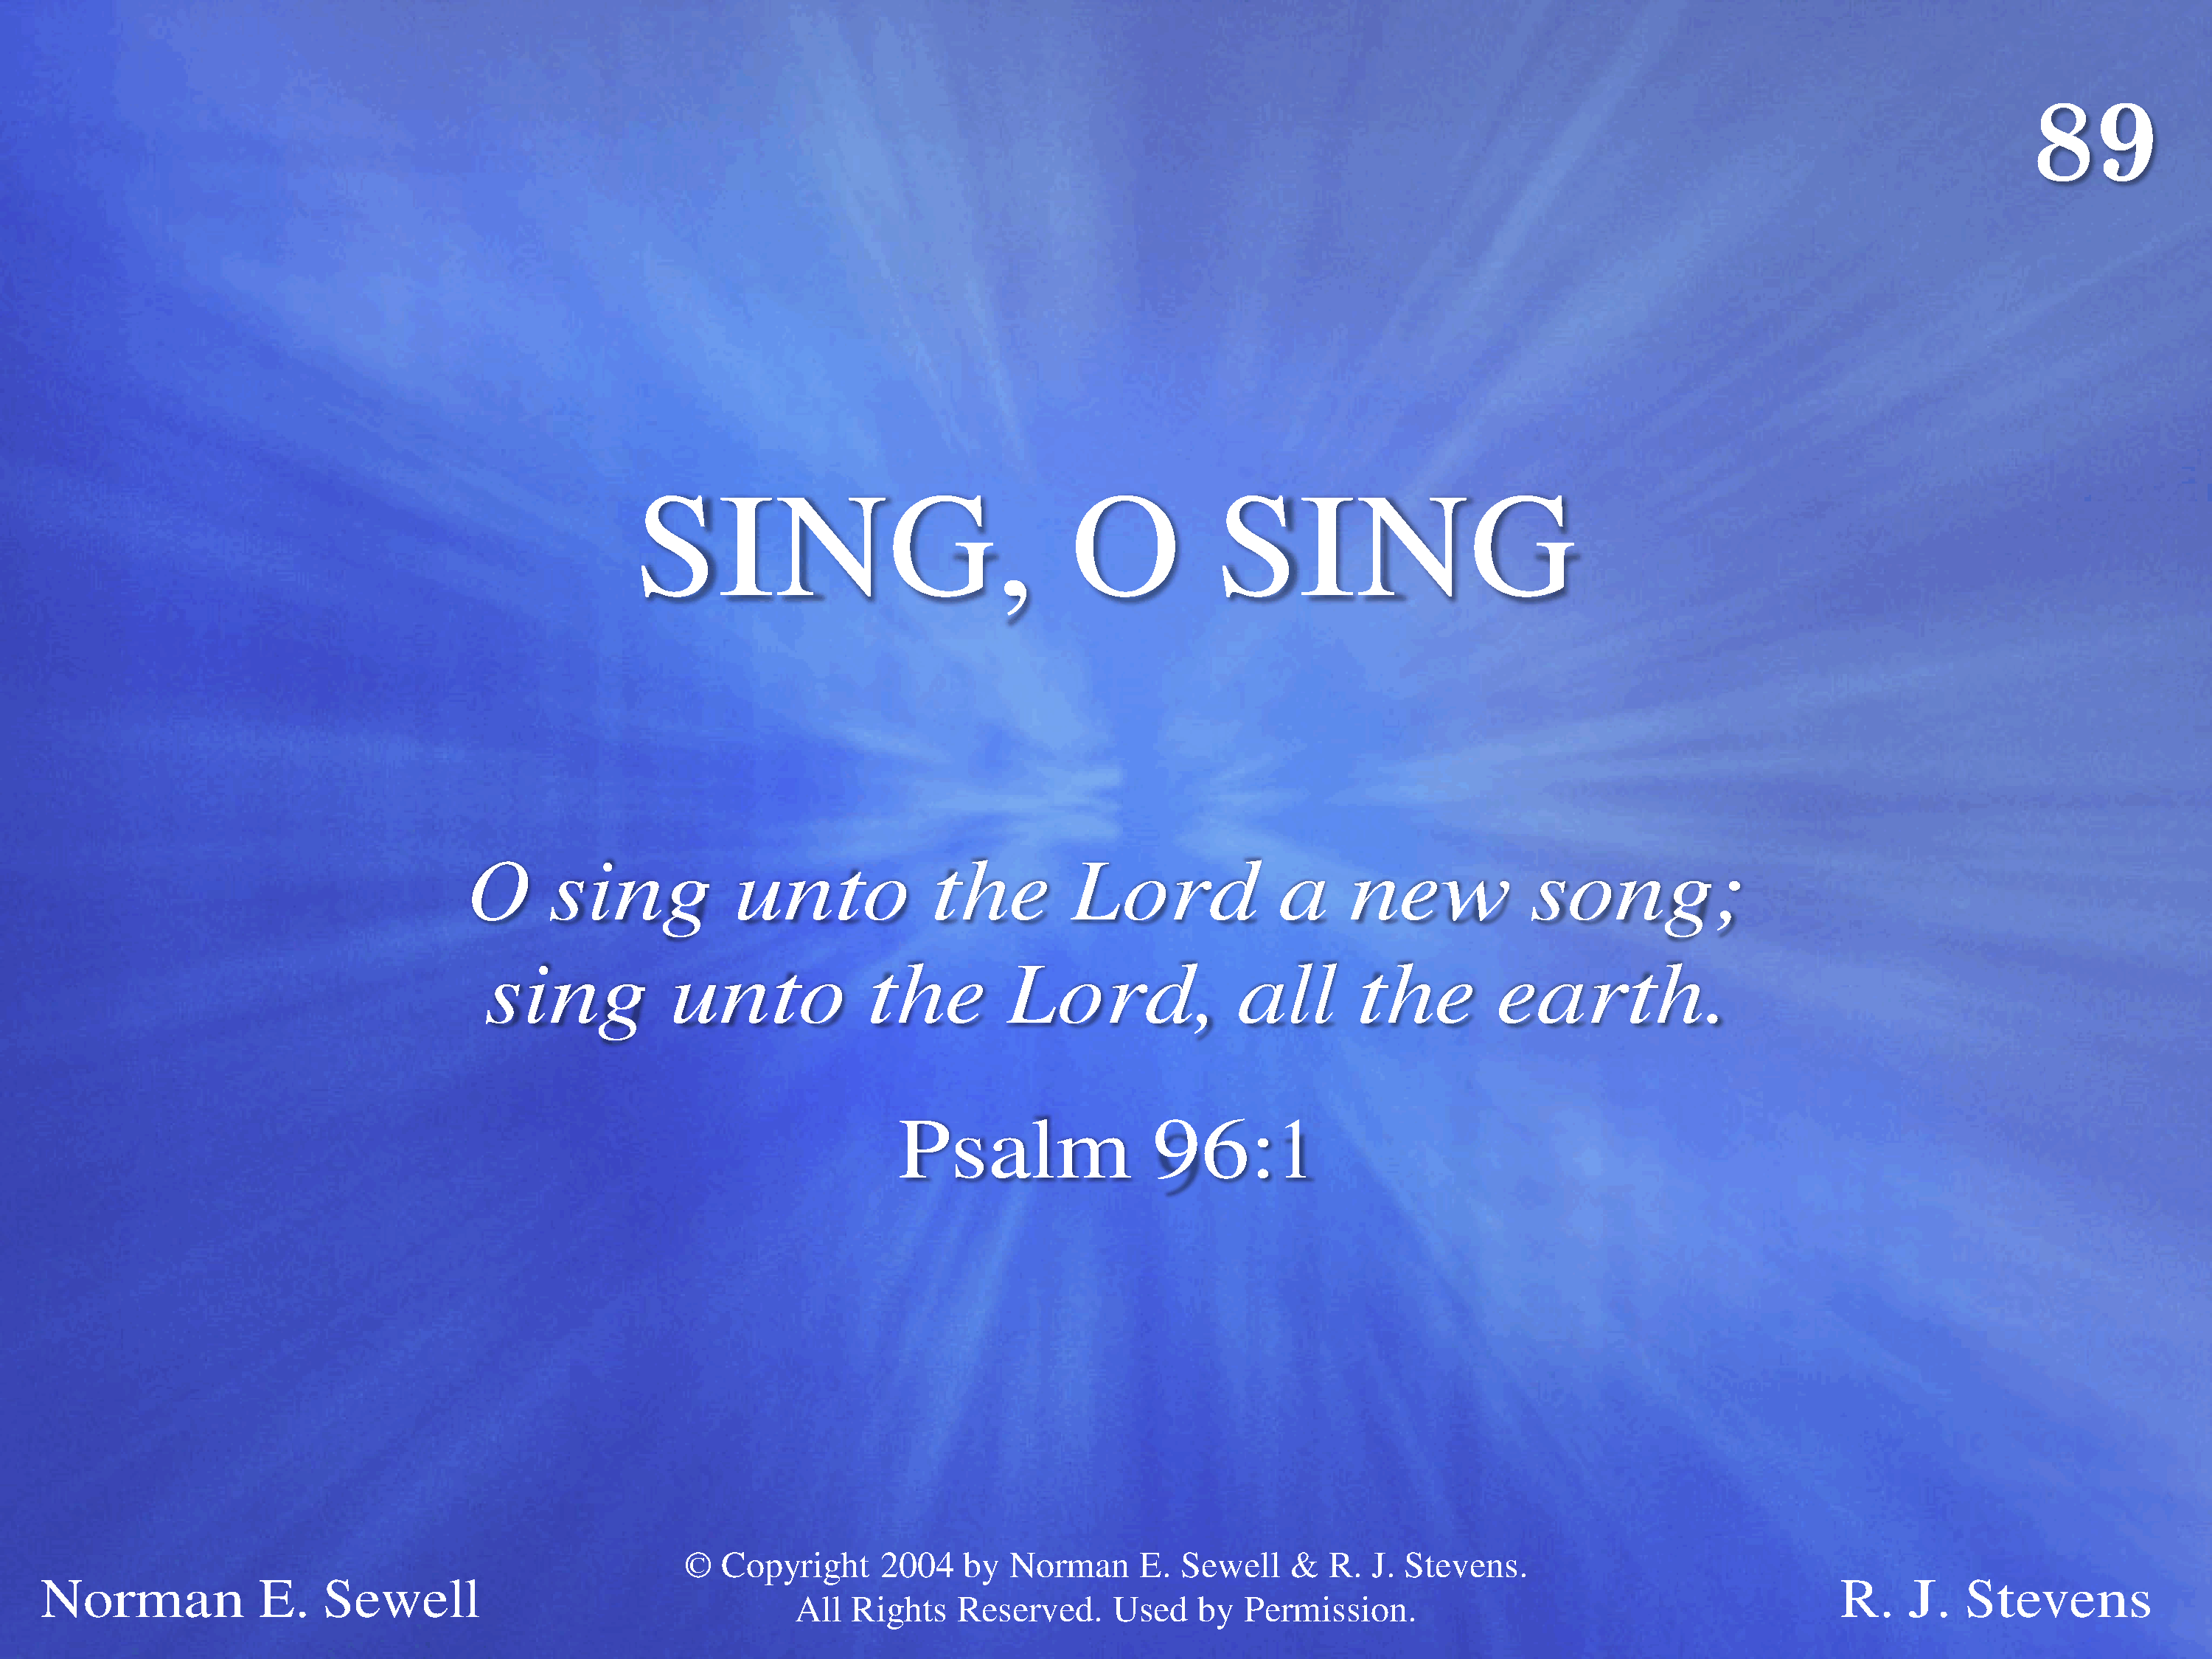 89
SING, O SING
O sing unto the Lord a new song;
sing unto the Lord, all the earth.
Psalm 96:1
© Copyright 2004 by Norman E. Sewell & R. J. Stevens.
All Rights Reserved. Used by Permission.
Norman E. Sewell
R. J. Stevens